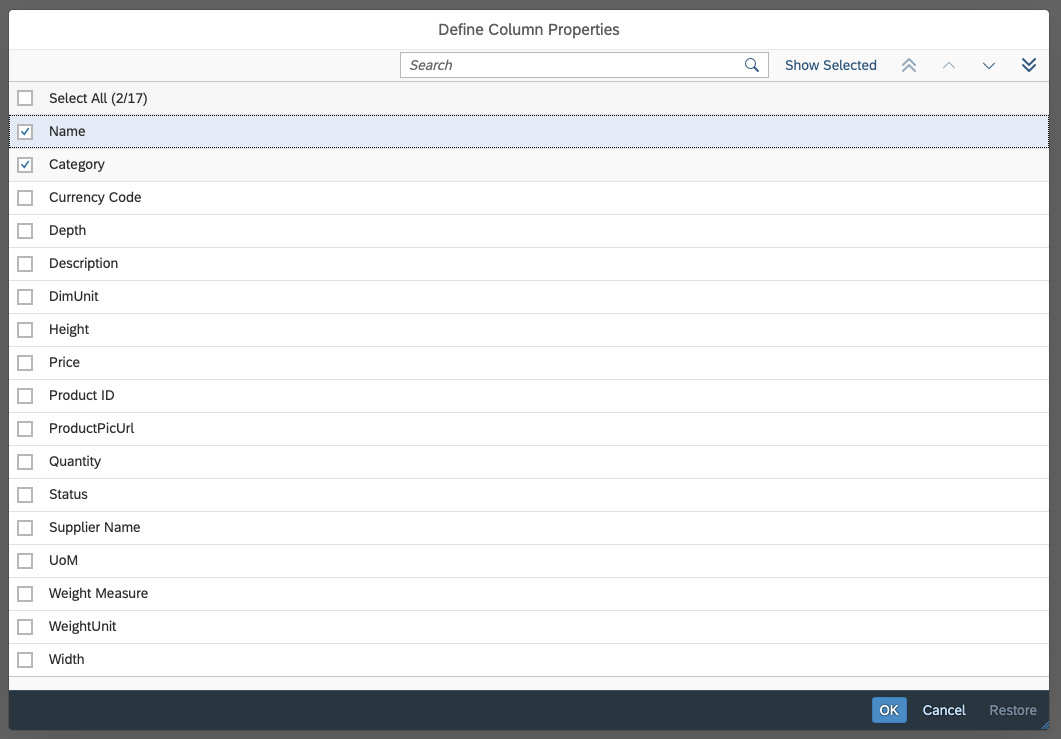 Define Column Properties
Search
Show Selected
Select All (2/17)
Name
Category
Currency Code
Depth
Description
DimUnit
Height
Price
Product ID
ProductPicUrl
Quantity
Status
Supplier Name
UoM
Weight Measure
WeightUnit
Width
OK Cancel Restore